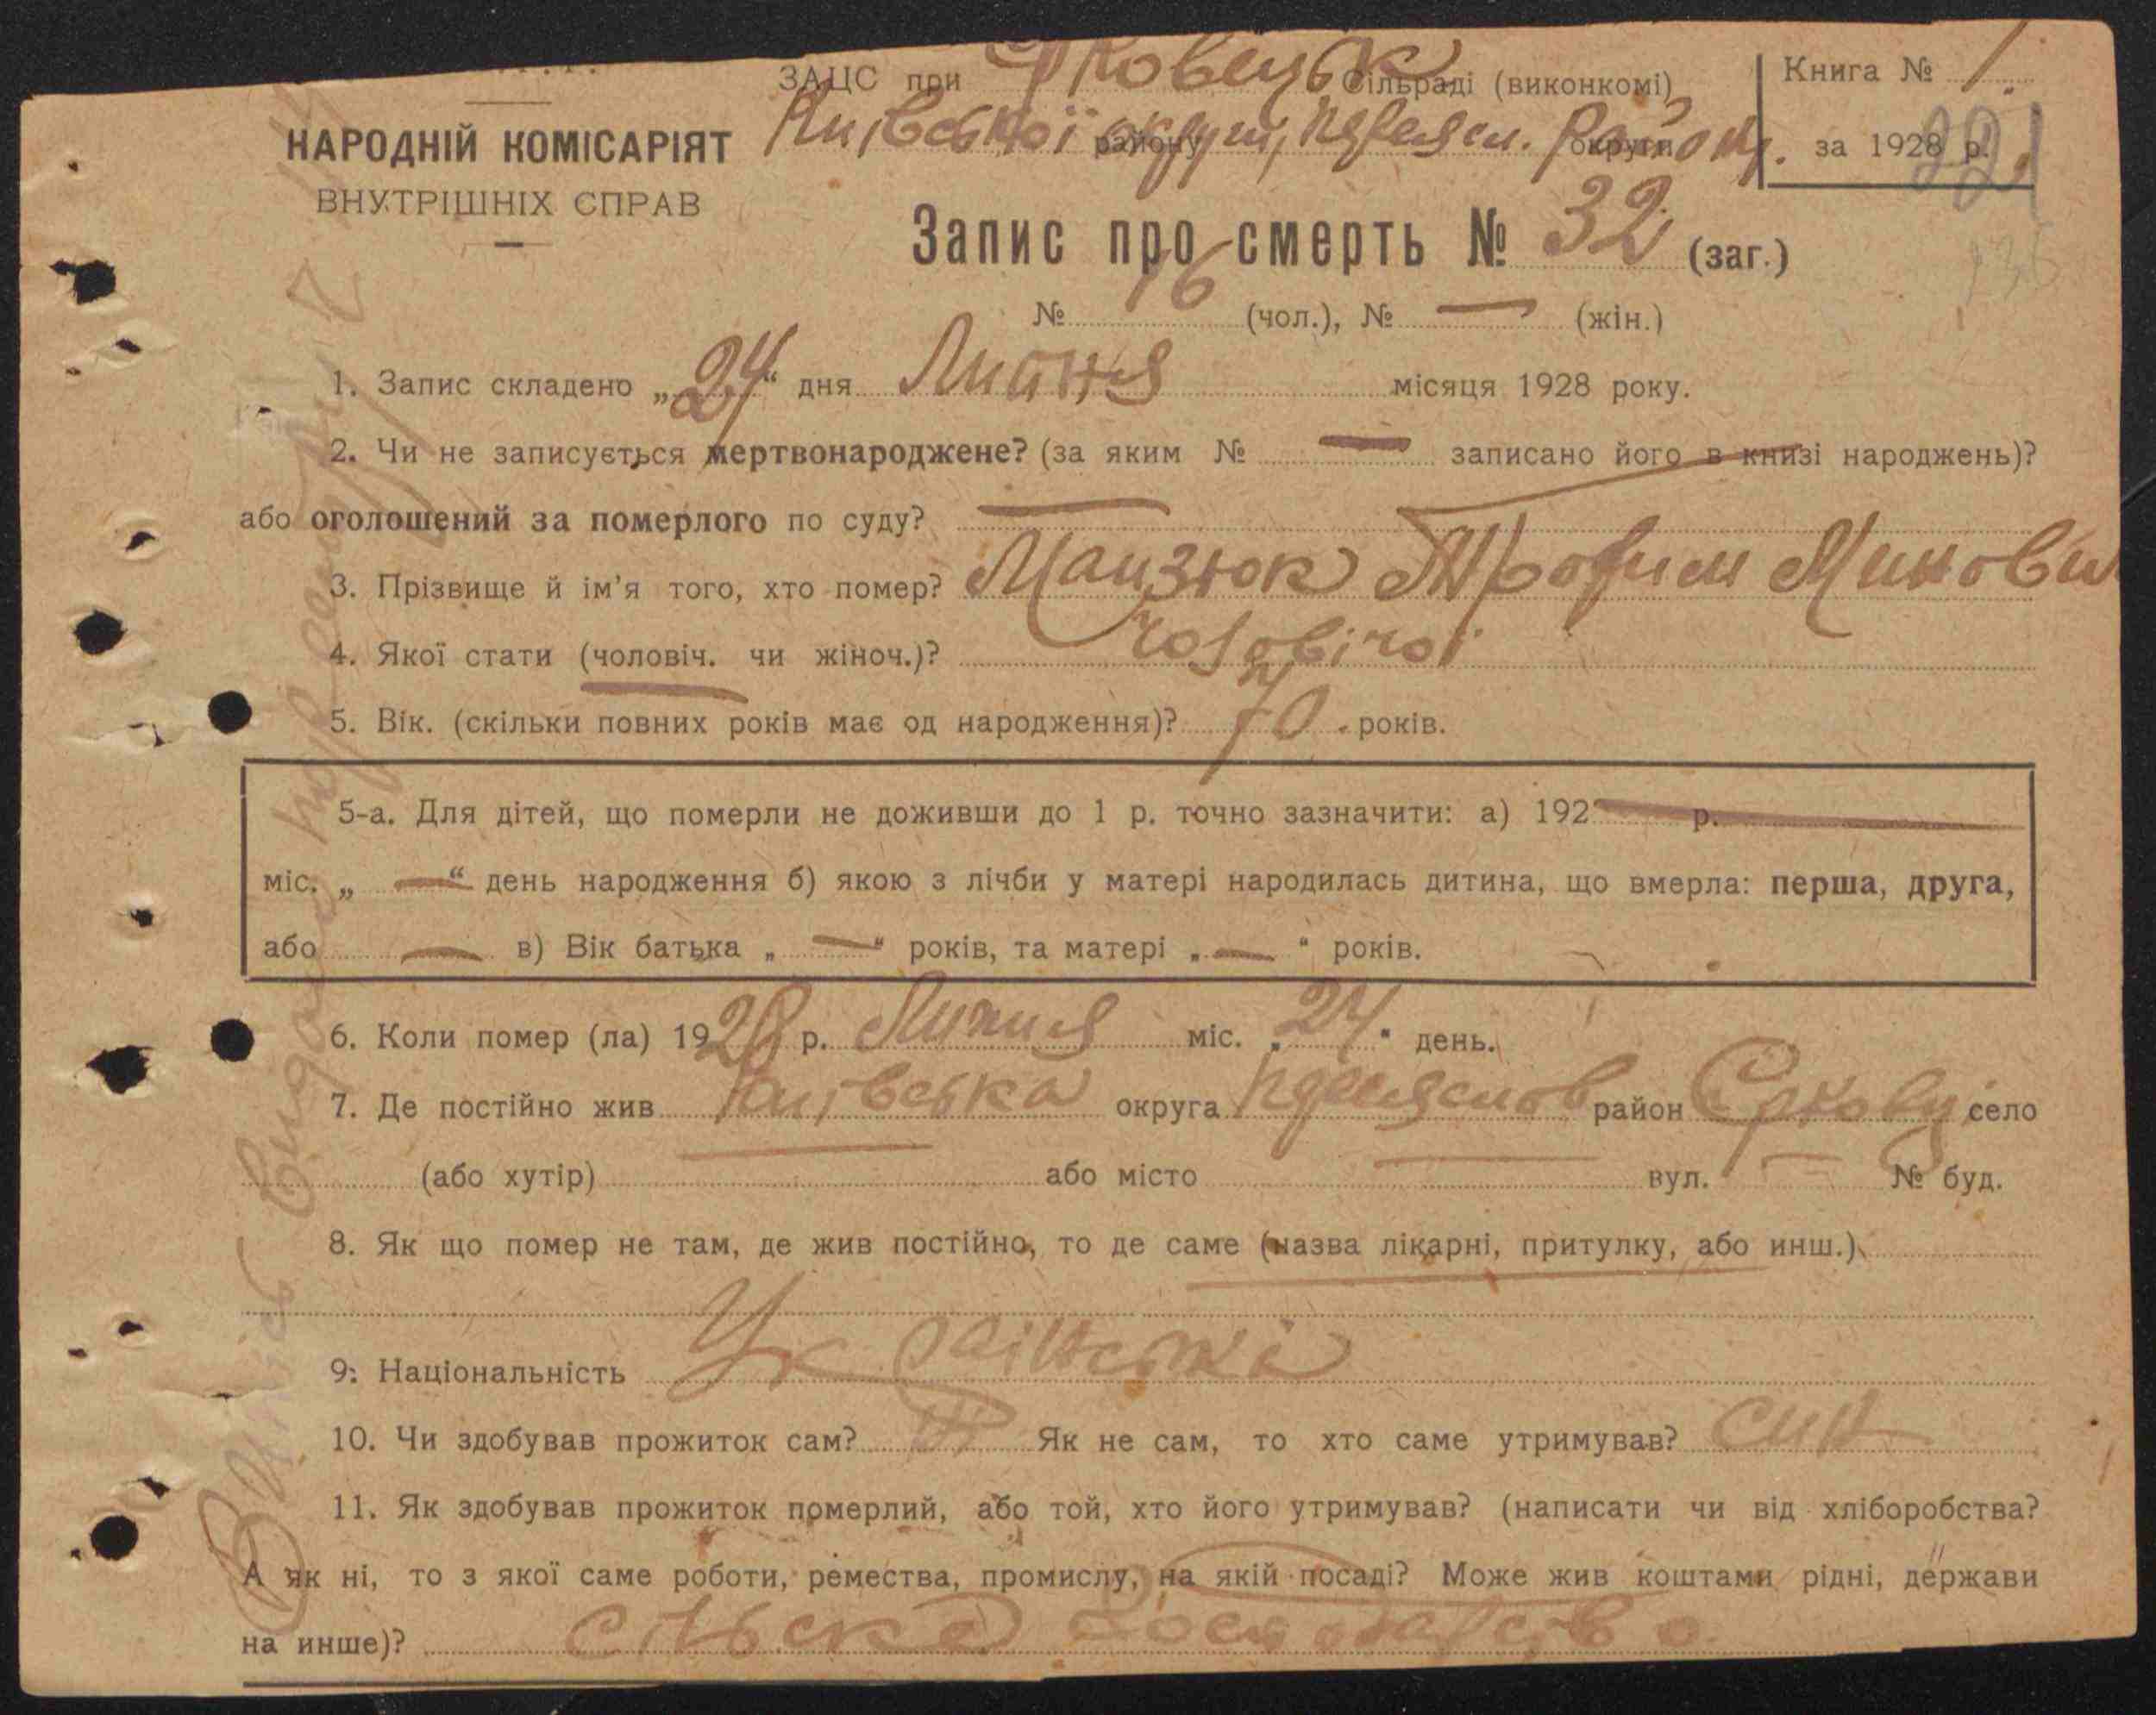 ЗАЦС при Сільраді (виконкомі)
Книга № 1
НАРОДНІЙ КОМІСАРІЯТ
Київської району округи
за 1928 р.
ВНУТРІШНІХ СПРАВ
Запис про смерть № 32 (заг.)
№ 16 (чол.), № — (жін.)
1. Запис складено „24“ дня Липня місяця 1928 року.
2. Чи не записується мертвонароджене? (за яким № — записано його в книзі народжень)?
або оголошений за померлого по суду? —
3. Прізвище й ім'я того, хто помер? Мацзюк Трофим
4. Якої стати (чоловіч. чи жіноч.)? чоловічої
5. Вік. (скільки повних років має од народження)? 70 років.
5-а. Для дітей, що померли не доживши до 1 р. точно зазначити: а) 192 р. —
міс. „ — “ день народження б) якою з лічби у матері народилась дитина, що вмерла: перша, друга,
або — в) Вік батька „ — “ років, та матері „ — “ років.
6. Коли помер (ла) 1928 р. Липня міс. „24“ день.
7. Де постійно жив Київська округа район село
(або хутір) або місто — вул. — № буд.
8. Як що помер не там, де жив постійно, то де саме (назва лікарні, притулку, або инш.)
9. Національність
10. Чи здобував прожиток сам? Як не сам, то хто саме утримував? син
11. Як здобував прожиток померлий, або той, хто його утримував? (написати чи від хліборобства?
А як ні, то з якої саме роботи, ремества, промислу, на якій посаді? Може жив коштами рідні, держави
на инше)? сільске господарство